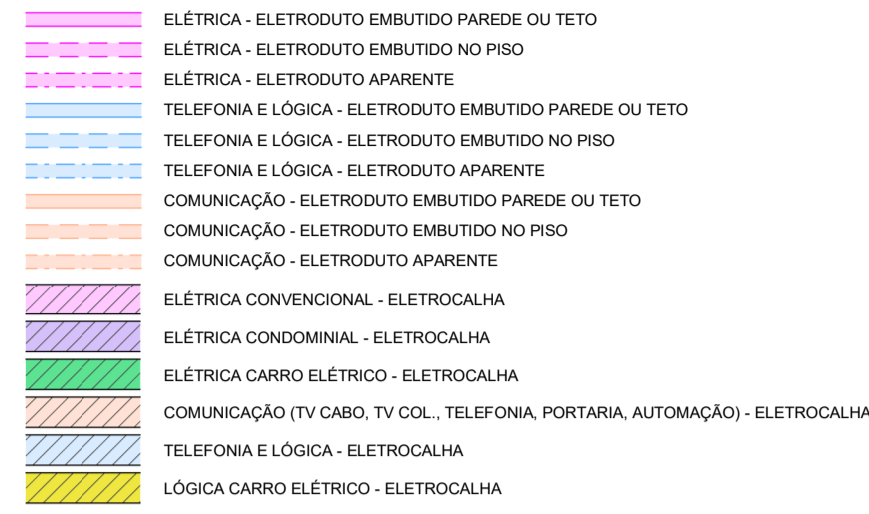 ELÉTRICA - ELETRODUTO EMBUTIDO PAREDE OU TETO
ELÉTRICA - ELETRODUTO EMBUTIDO NO PISO
ELÉTRICA - ELETRODUTO APARENTE
TELEFONIA E LÓGICA - ELETRODUTO EMBUTIDO PAREDE OU TETO
TELEFONIA E LÓGICA - ELETRODUTO EMBUTIDO NO PISO
TELEFONIA E LÓGICA - ELETRODUTO APARENTE
COMUNICAÇÃO - ELETRODUTO EMBUTIDO PAREDE OU TETO
COMUNICAÇÃO - ELETRODUTO EMBUTIDO NO PISO
COMUNICAÇÃO - ELETRODUTO APARENTE
ELÉTRICA CONVENCIONAL - ELETROCALHA
ELÉTRICA CONDOMINIAL - ELETROCALHA
ELÉTRICA CARRO ELÉTRICO - ELETROCALHA
COMUNICAÇÃO (TV CABO, TV COL., TELEFONIA, PORTARIA, AUTOMAÇÃO) - ELETROCALHA
TELEFONIA E LÓGICA - ELETROCALHA
LÓGICA CARRO ELÉTRICO - ELETROCALHA